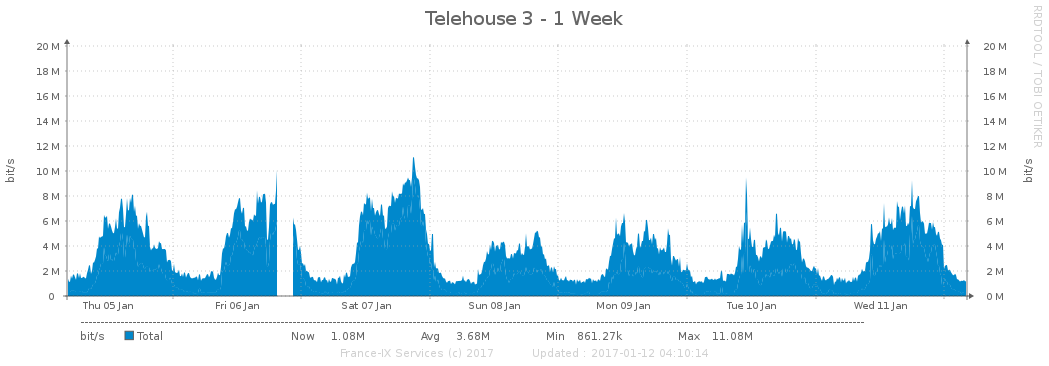 Telehouse 3 - 1 Week
RRDTOOL / TOBI OETIKER
bit/s
20 M 20 M
18 M 18 M
16 M 16 M
14 M 14 M
12 M 12 M
10 M 10 M
8 M 8 M
6 M 6 M
4 M 4 M
2 M 2 M
0 0 M
bit/s
Thu 05 Jan Fri 06 Jan Sat 07 Jan Sun 08 Jan Mon 09 Jan Tue 10 Jan Wed 11 Jan
bit/s Total Now 1.08M Avg 3.68M Min 861.27k Max 11.08M
France-IX Services (c) 2017 Updated : 2017-01-12 04:10:14